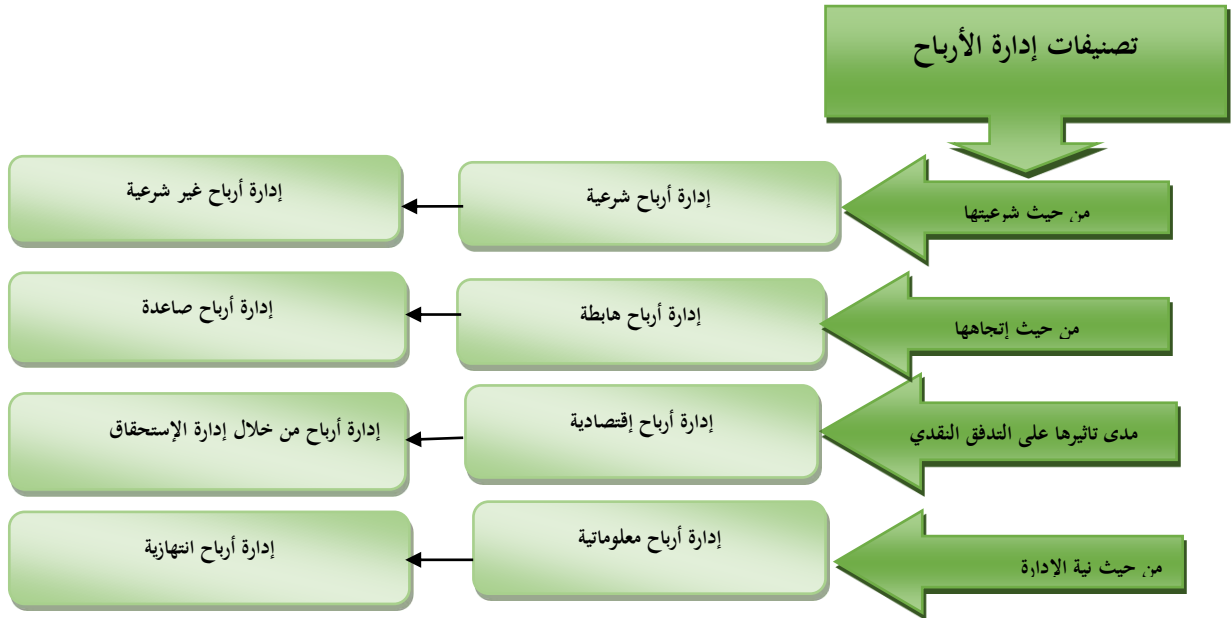 تصنيفات إدارة الأرباح
من حيث شرعيتها
إدارة أرباح شرعية
إدارة أرباح غير شرعية
من حيث إتجاهها
إدارة أرباح هابطة
إدارة أرباح صاعدة
مدى تاثيرها على التدفق النقدي
إدارة أرباح إقتصادية
إدارة أرباح من خلال إدارة الإستحقاق
من حيث نية الإدارة
إدارة أرباح معلوماتية
إدارة أرباح انتهازية